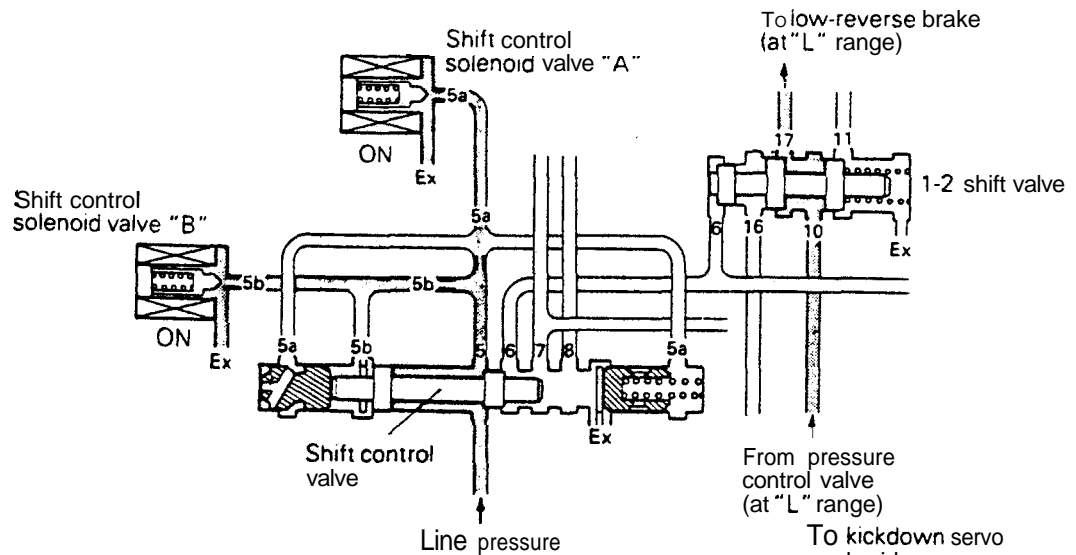 Shift control
solenoid valve "A"
ON
Ex
5a
5a
Shift control
solenoid valve "B"
ON
Ex
5b
5b
5a
5b
5
6
7
8
5a
Ex
Shift control
valve
Line pressure
To low-reverse brake
(at "L" range)
17
11
1-2 shift valve
6
16
10
Ex
From pressure
control valve
(at "L" range)
To kickdown servo